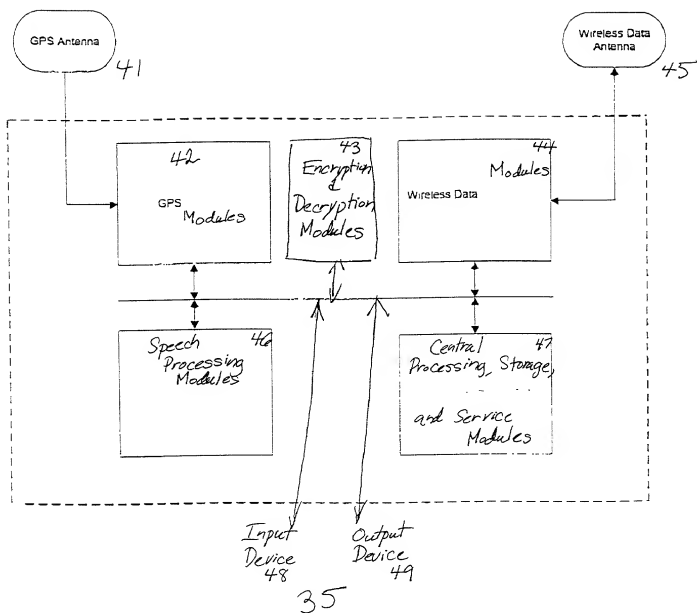 GPS Antenna
41
Wireless Data
Antenna
45
42
GPS
Modules
43
Encryption
&
Decryption
Modules
44
Modules
Wireless Data
Speech 46
Processing
Modules
Central 47
Processing, Storage,
and Service
Modules
Input
Device
48
Output
Device
49
35